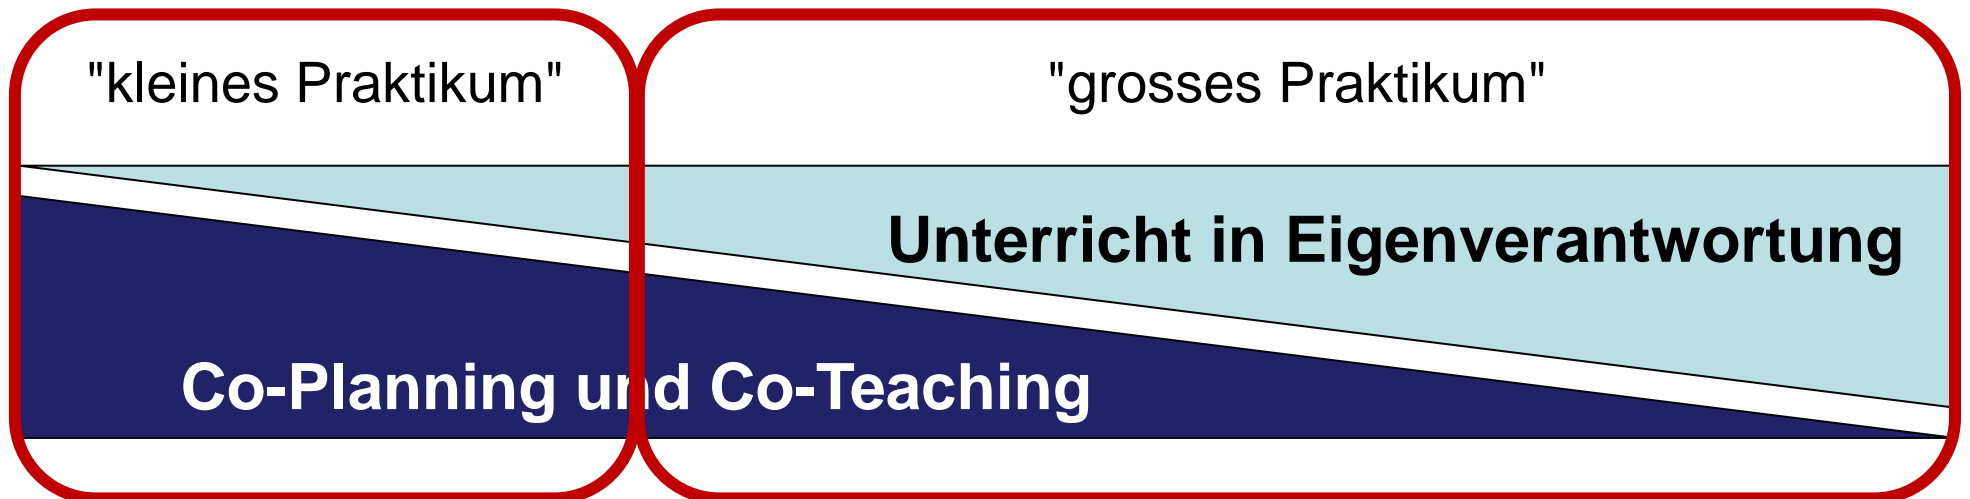 "kleines Praktikum"
"grosses Praktikum"
Unterricht in Eigenverantwortung
Co-Planning und Co-Teaching